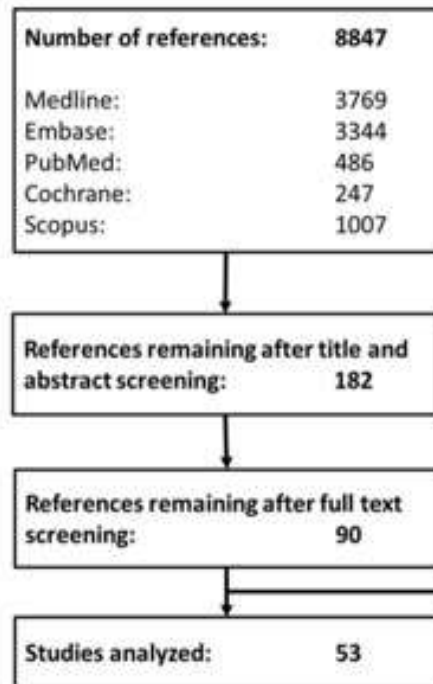 Number of references: 8847
Medline: 3769
Embase: 3344
PubMed: 486
Cochrane: 247
Scopus: 1007
References remaining after title and
abstract screening: 182
References remaining after full text
screening: 90
Studies analyzed: 53